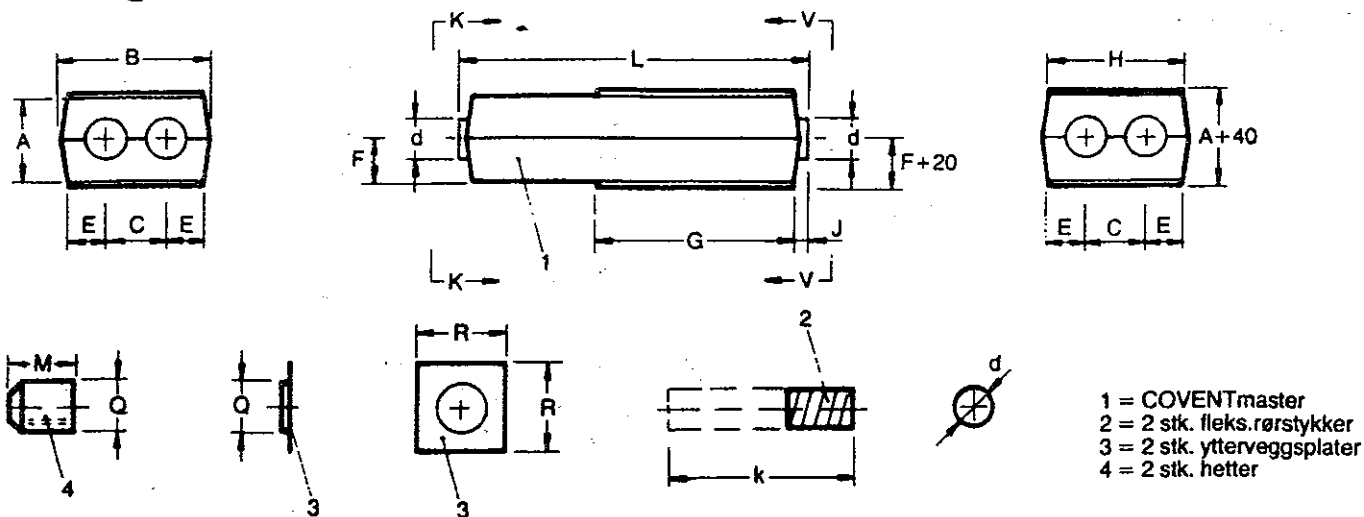 K V
B L H
A d F d F+20 A+40
E C E G J E C E
1
K V
2
M R d
Q Q R
k
4 3 3
1 = COVENTmaster
2 = 2 stk. fleks.rørstykker
3 = 2 stk. ytterveggsplater
4 = 2 stk. hetter